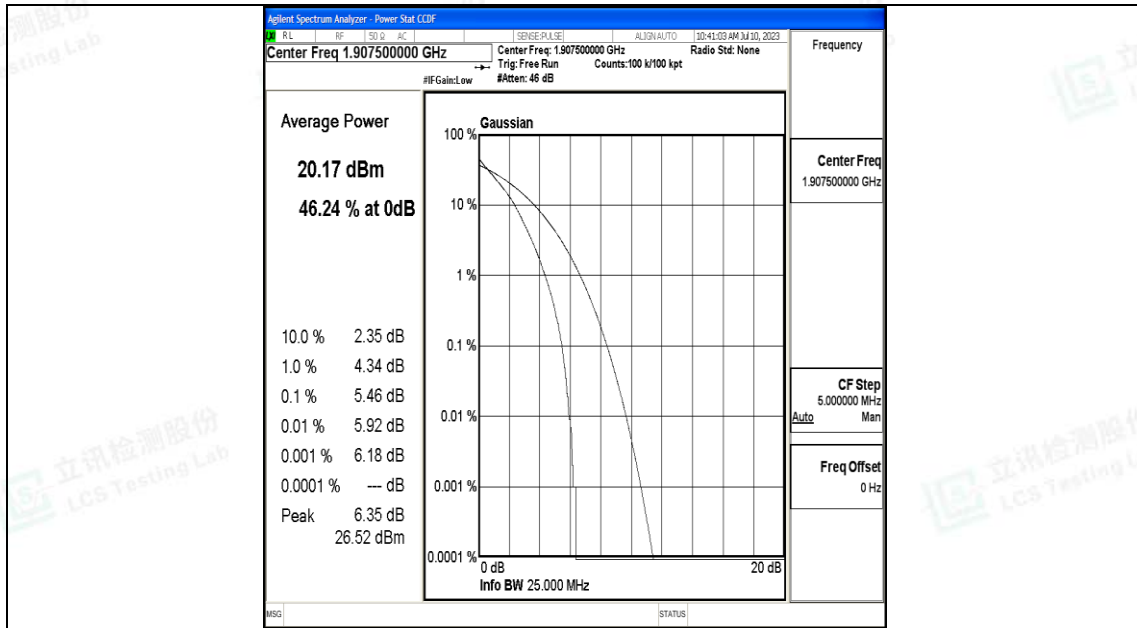 Agilent Spectrum Analyzer - Power Stat CCDF
RL RF 50 Ω AC SENSE:PULSE ALIGNAUTO 10:41:03 AM Jul 10, 2023
Center Freq 1.907500000 GHz
Center Freq: 1.907500000 GHz Radio Std: None
Trig: Free Run Counts:100 k/100 kpt
#IFGain:Low #Atten: 46 dB
Frequency
Average Power
20.17 dBm
46.24 % at 0dB
10.0 % 2.35 dB
1.0 % 4.34 dB
0.1 % 5.46 dB
0.01 % 5.92 dB
0.001 % 6.18 dB
0.0001 % --- dB
Peak 6.35 dB
26.52 dBm
Gaussian
100 %
10 %
1 %
0.1 %
0.01 %
0.001 %
0.0001 %
0 dB 20 dB
Info BW 25.000 MHz
Center Freq
1.907500000 GHz
CF Step
5.000000 MHz
Auto Man
Freq Offset
0 Hz
MSG STATUS
立讯检测股份
LCS Testing Lab